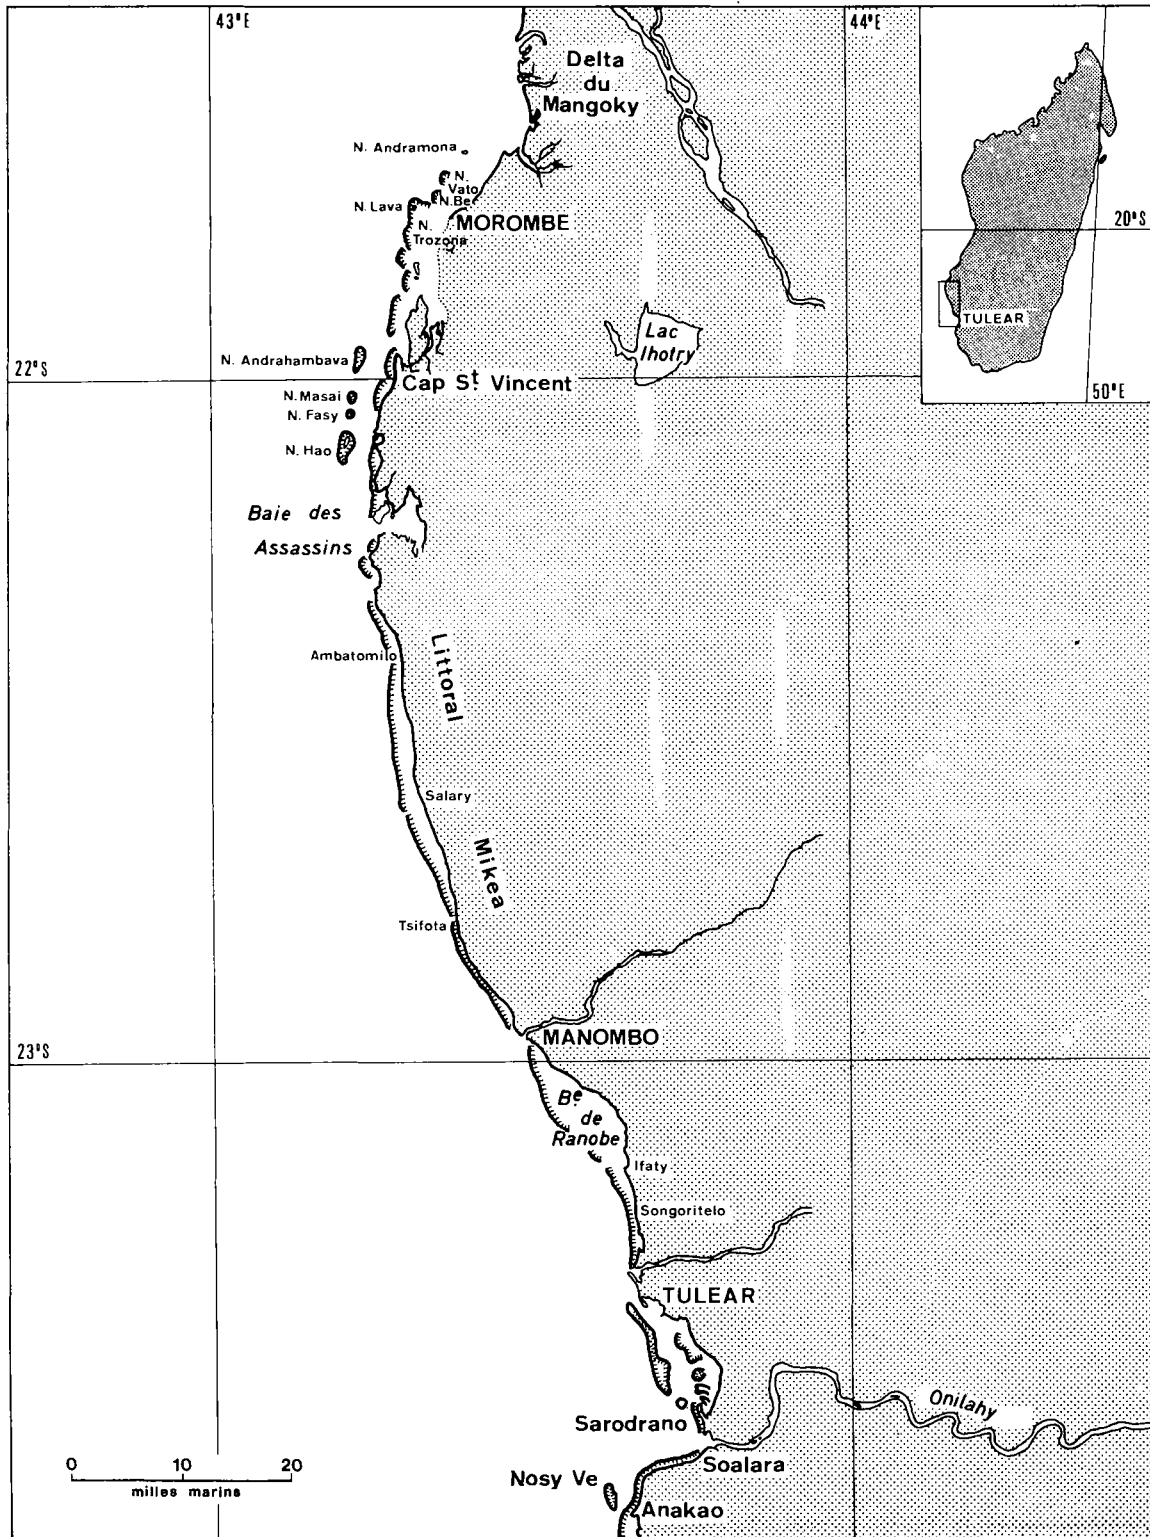 43°E
44°E
Delta
du
Mangoky
N. Andramona
N.
Vato
N.Be
N. Lava
MOROMBE
N.
Trozona
20°S
TULEAR
50°E
Lac
Ihotry
N. Andrahambava
22°S
Cap St. Vincent
N. Masai
N. Fasy
N. Hao
Baie des
Assassins
Ambatomilo
Littoral
Salary
Mikea
Tsifota
MANOMBO
23°S
Be.
de
Ranobe
Ifaty
Songoritelo
TULEAR
Onilahy
Sarodrano
Soalara
0 10 20
milles marins
Nosy Ve
Anakao